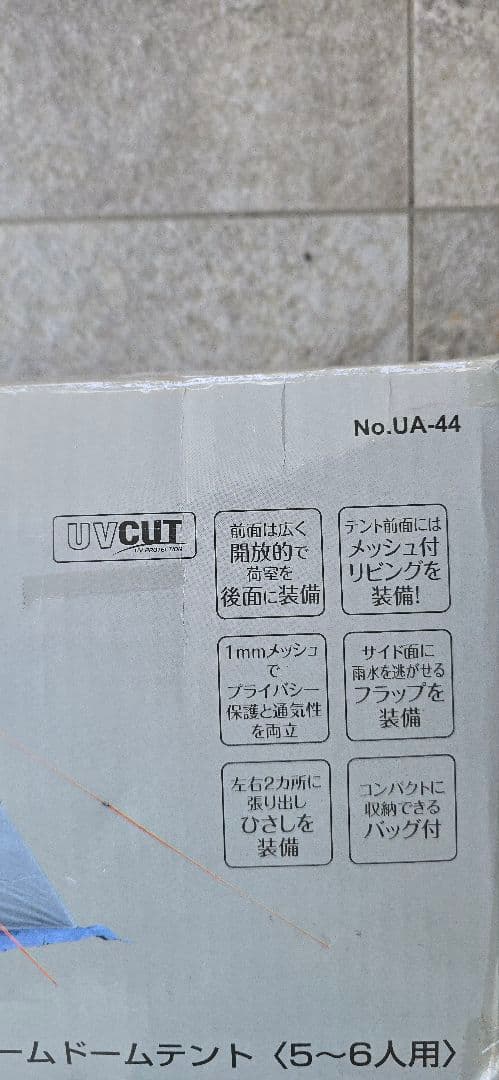 No.UA-44
UVCUT
UV PROTECTION
前面は広く
開放的で
荷室を
後面に装備
テント前面には
メッシュ付
リビングを
装備!
1mmメッシュ
で
プライバシー
保護と通気性
を両立
サイド面に
雨水を逃がせる
フラップを
装備
左右2カ所に
張り出し
ひさしを
装備
コンパクトに
収納できる
バッグ付
ームドームテント〈5〜6人用〉